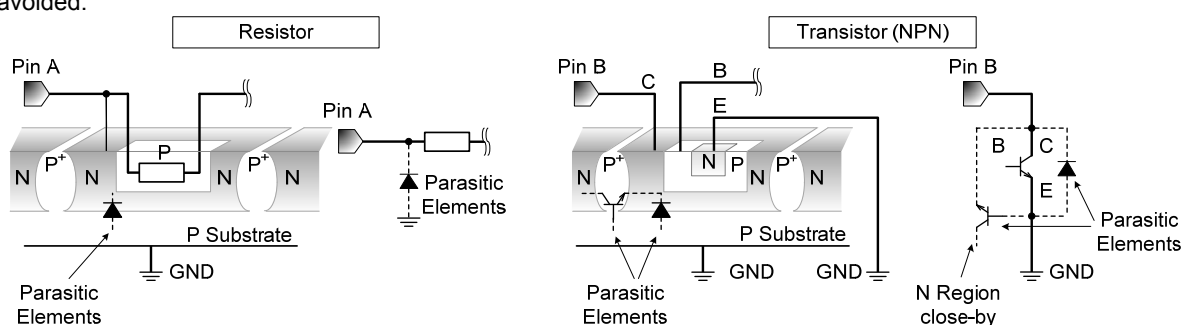 avoided.
Resistor
Transistor (NPN)
Pin A
Pin A
N
P+
N
P
N
P+
N
Parasitic
Elements
P Substrate
GND
Parasitic
Elements
Pin B
C
B
E
N
P+
N
N
P
N
P+
N
P Substrate
GND
GND
Parasitic
Elements
Pin B
B
C
E
Parasitic
Elements
GND
N Region
close-by